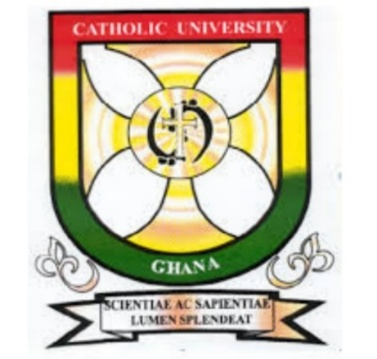 CATHOLIC UNIVERSITY
GHANA
SCIENTIAE AC SAPIENTIAE
LUMEN SPLENDEAT